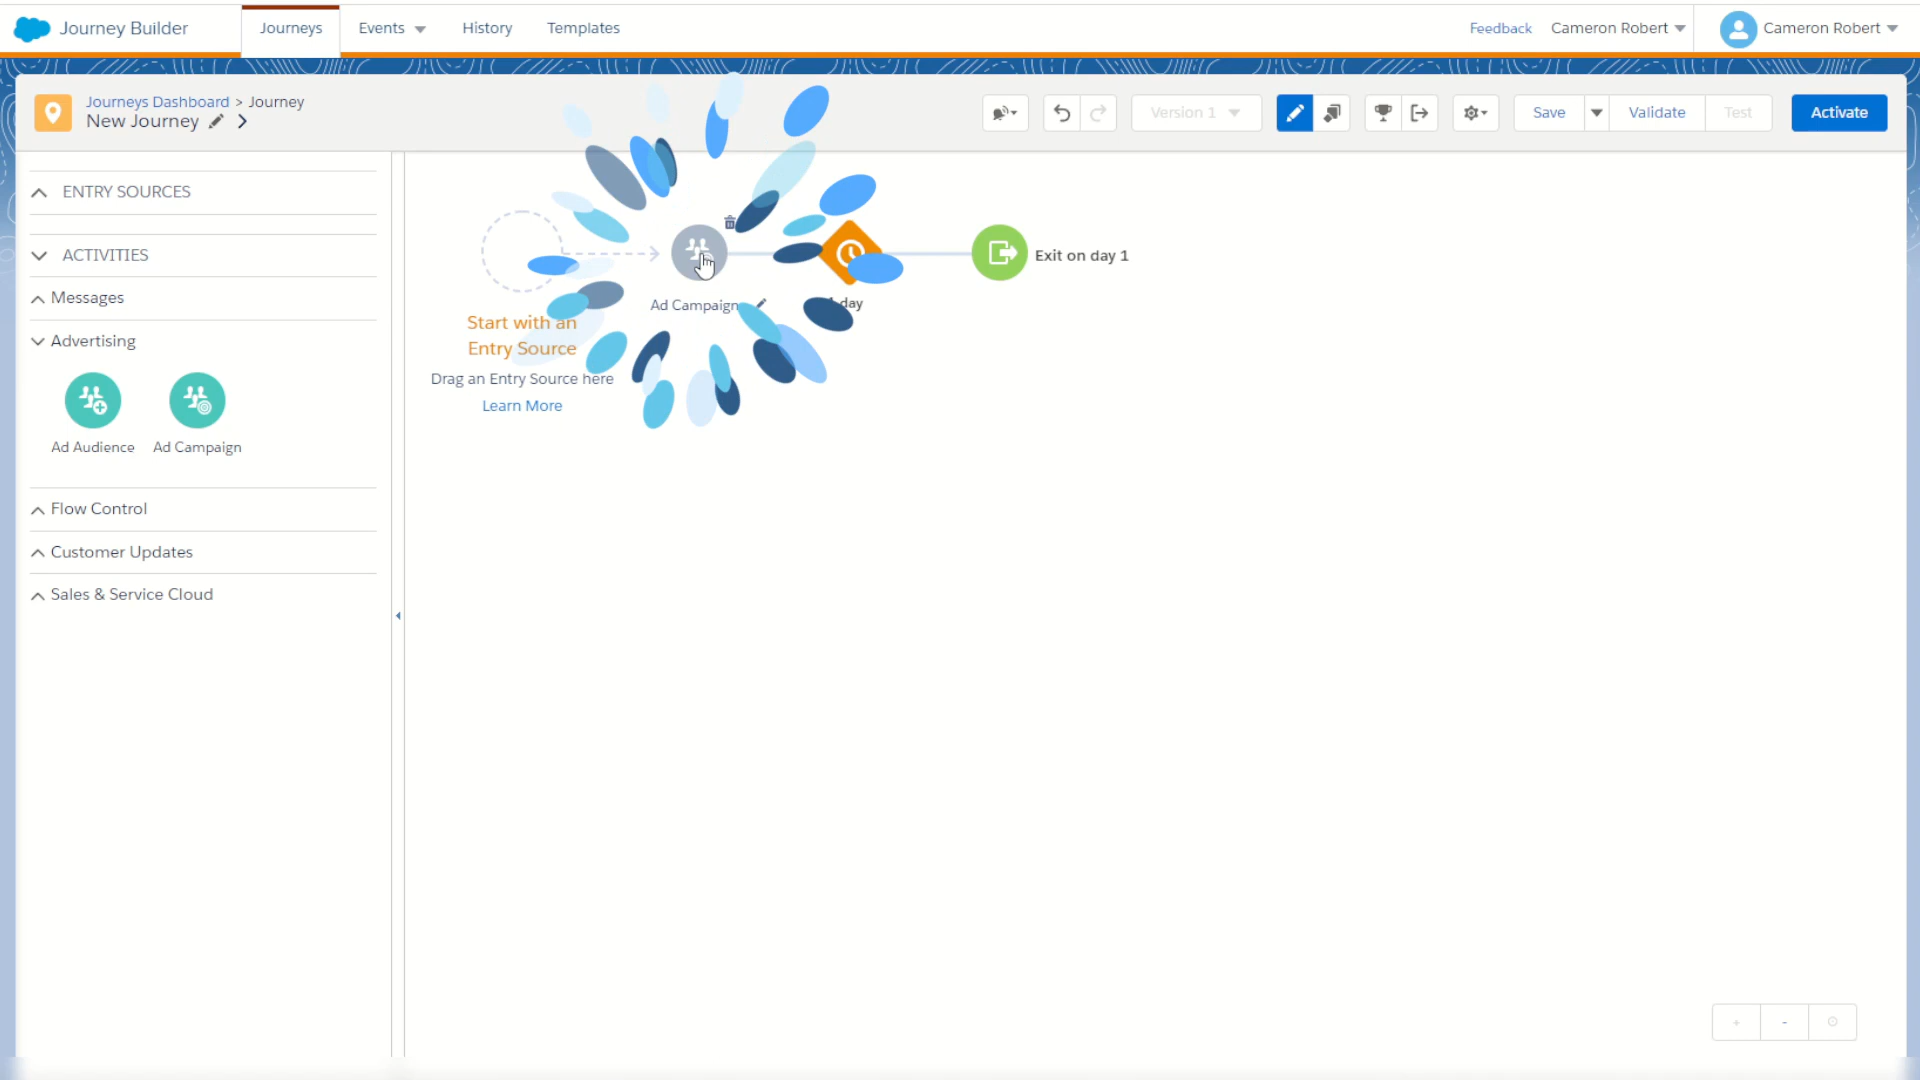 Journey Builder
Journeys
Events
History
Templates
Feedback
Cameron Robert
Cameron Robert
Journeys Dashboard > Journey
New Journey
Version 1
Save
Validate
Test
Activate
ENTRY SOURCES
ACTIVITIES
Messages
Advertising
Ad Audience
Ad Campaign
Flow Control
Customer Updates
Sales & Service Cloud
Start with an
Entry Source
Drag an Entry Source here
Learn More
Ad Campaign
day
Exit on day 1